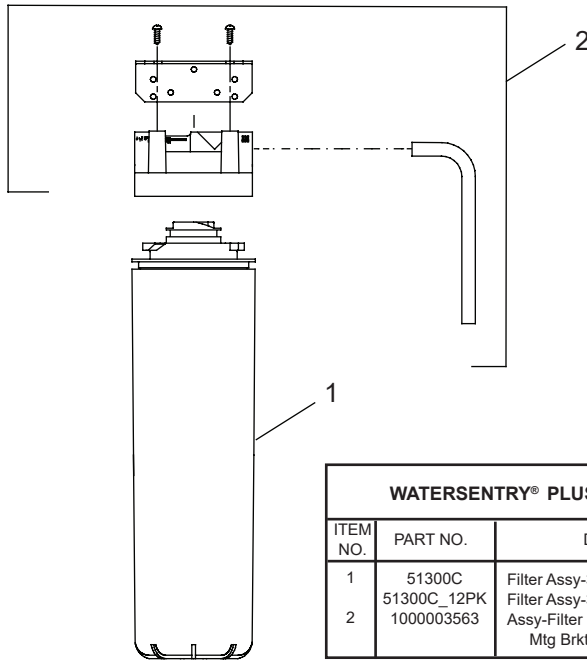 2
1
WATERSENTRY® PLUS
ITEM NO.
PART NO.
1 51300C Filter Assy-
51300C_12PK Filter Assy-
2 1000003563 Assy-Filter
Mtg Brkt